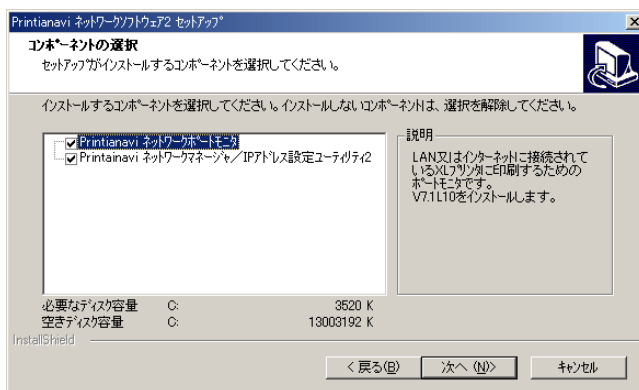 Printianavi ネットワークソフトウェア2 セットアップ
コンポーネントの選択
セットアップがインストールするコンポーネントを選択してください。
インストールするコンポーネントを選択してください。インストールしないコンポーネントは、選択を解除してください。
Printianavi ネットワークポートモニタ
Printainavi ネットワークマネージャ/IPアドレス設定ユーティリティ2
説明
LAN又はインターネットに接続されて
いるXLプリンタに印刷するための
ポートモニタです。
V7.1L10をインストールします。
必要なディスク容量 C: 3520 K
空きディスク容量 C: 13003192 K
InstallShield
< 戻る(B)
次へ (N)>
キャンセル